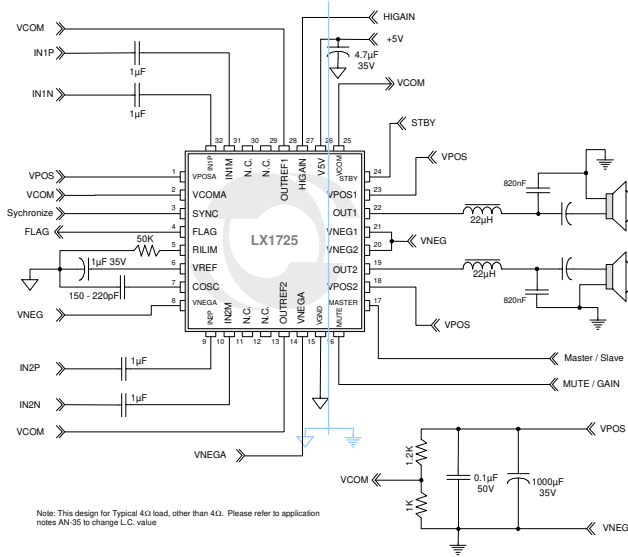 HIGAIN
VCOM
+5V
IN1P
1µF
4.7µF
35V
IN1N
1µF
VCOM
STBY
32 31 30 29 28 27 26 25
IN1P IN1M N.C. N.C. OUTREF1 HIGAIN V5V VCOM
VPOS 1 VPOSA
STBY 24
VPOS
VCOM 2 VCOMA
VPOS1 23
820nF
Sychronize 3 SYNC
OUT1 22
22µH
FLAG 4 FLAG
LX1725
VNEG1 21
VNEG
50K 5 RILIM
VNEG2 20
1µF 35V 6 VREF
OUT2 19
22µH
150 - 220pF 7 COSC
VPOS2 18
820nF
VNEG 8 VNEGA
MASTER 17
VPOS
IN2P IN2M N.C. N.C. OUTREF2 VNEGA VGND MUTE
9 10 11 12 13 14 15 16
IN2P
1µF
Master / Slave
MUTE / GAIN
IN2N
1µF
VCOM
VPOS
VNEGA
1.2K
VCOM
0.1µF
50V
1000µF
35V
1K
VNEG
Note: This design for Typical 4Ω load, other than 4Ω. Please refer to application
notes AN-35 to change L.C. value